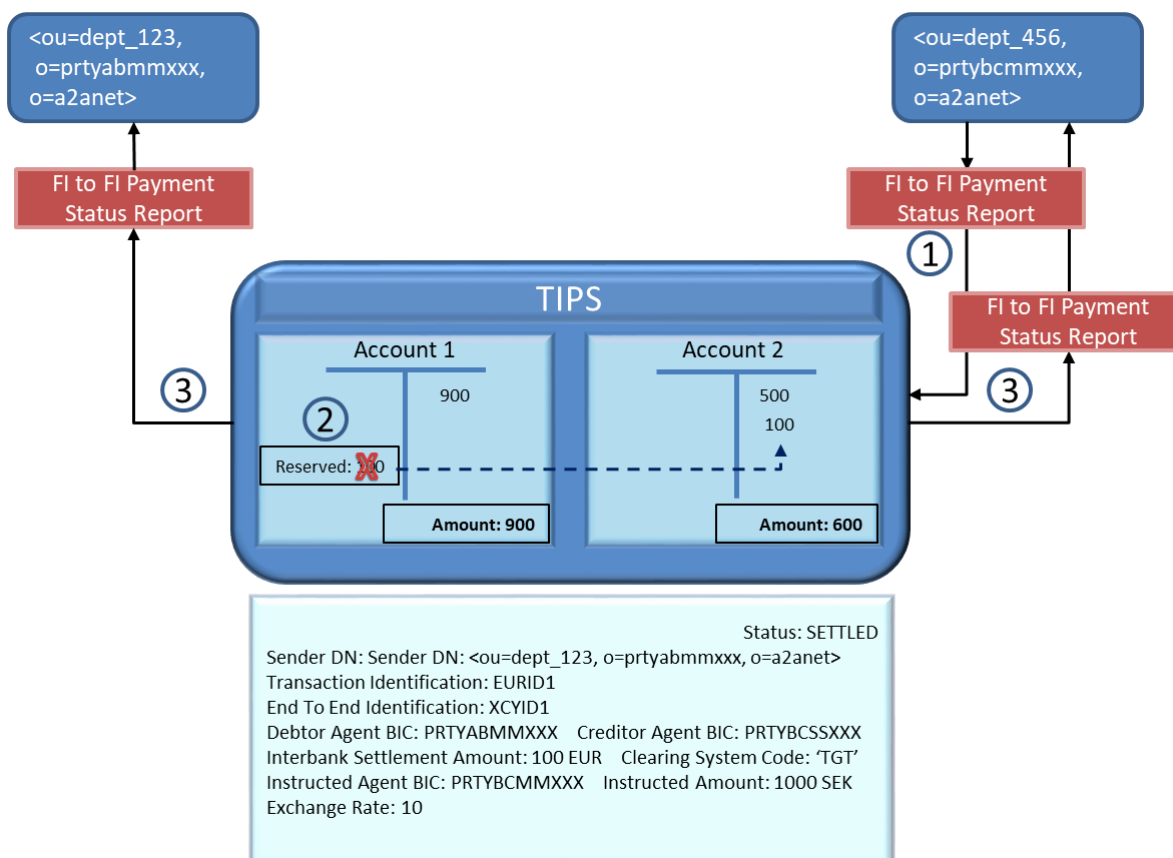 <ou=dept_123,
o=prtyabmmxxx,
o=a2anet>
<ou=dept_456,
o=prtybcmmxxx,
o=a2anet>
FI to FI Payment
Status Report
FI to FI Payment
Status Report
1
FI to FI Payment
Status Report
TIPS
Account 1
900
2
Reserved:
Amount: 900
Account 2
500
100
Amount: 600
3
3
Status: SETTLED
Sender DN: Sender DN: <ou=dept_123, o=prtyabmmxxx, o=a2anet>
Transaction Identification: EURID1
End To End Identification: XCYID1
Debtor Agent BIC: PRTYABMMXXX Creditor Agent BIC: PRTYBCSSXXX
Interbank Settlement Amount: 100 EUR Clearing System Code: ‘TGT’
Instructed Agent BIC: PRTYBCMMXXX Instructed Amount: 1000 SEK
Exchange Rate: 10